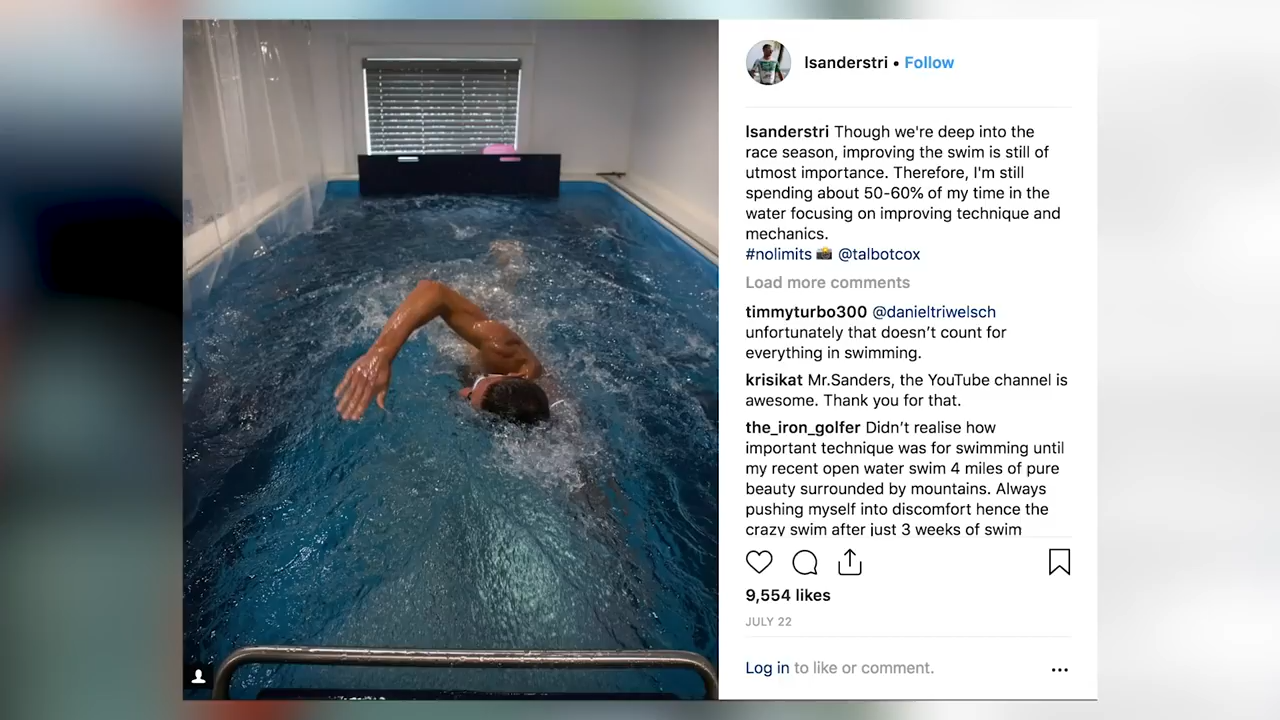 lsanderstri • Follow
lsanderstri Though we're deep into the
race season, improving the swim is still of
utmost importance. Therefore, I'm still
spending about 50-60% of my time in the
water focusing on improving technique and
mechanics.
#nolimits 📸 @talbotcox
Load more comments
timmyturbo300 @danieltriwelsch
unfortunately that doesn’t count for
everything in swimming.
krisikat Mr.Sanders, the YouTube channel is
awesome. Thank you for that.
the_iron_golfer Didn’t realise how
important technique was for swimming until
my recent open water swim 4 miles of pure
beauty surrounded by mountains. Always
pushing myself into discomfort hence the
crazy swim after just 3 weeks of swim
9,554 likes
JULY 22
Log in to like or comment.